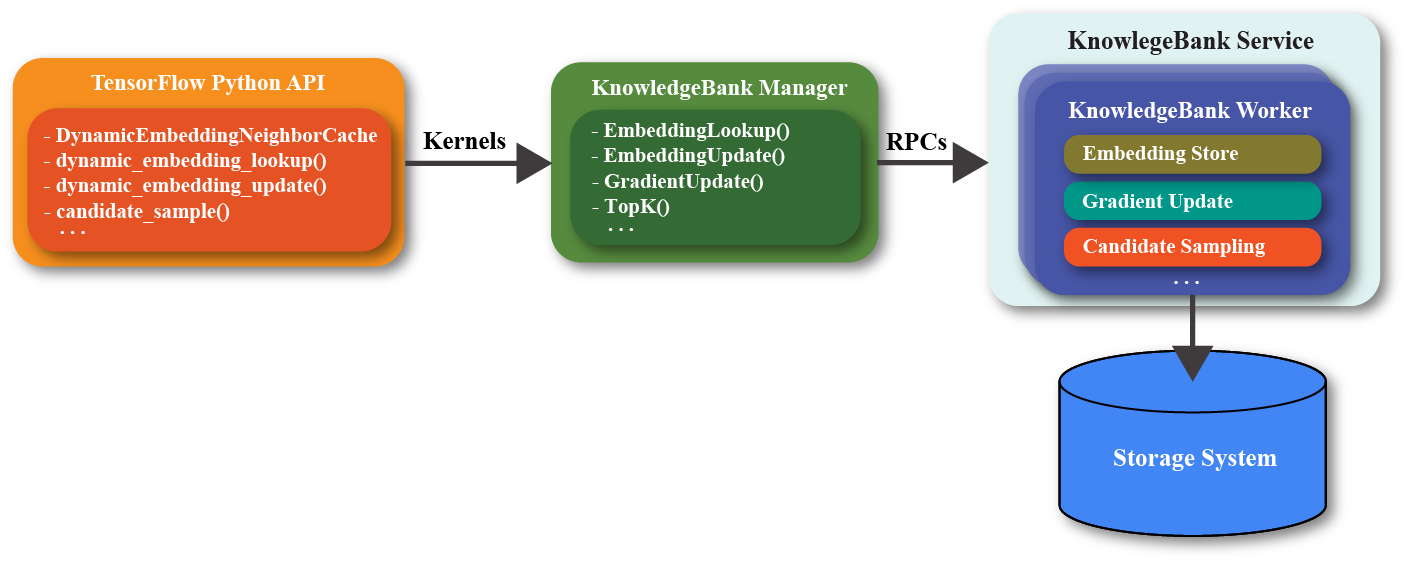 TensorFlow Python API
- DynamicEmbeddingNeighborCache
- dynamic_embedding_lookup()
- dynamic_embedding_update()
- candidate_sample()
. . .
Kernels
KnowledgeBank Manager
- EmbeddingLookup()
- EmbeddingUpdate()
- GradientUpdate()
- TopK()
. . .
RPCs
KnowlegeBank Service
KnowledgeBank Worker
Embedding Store
Gradient Update
Candidate Sampling
. . .
Storage System